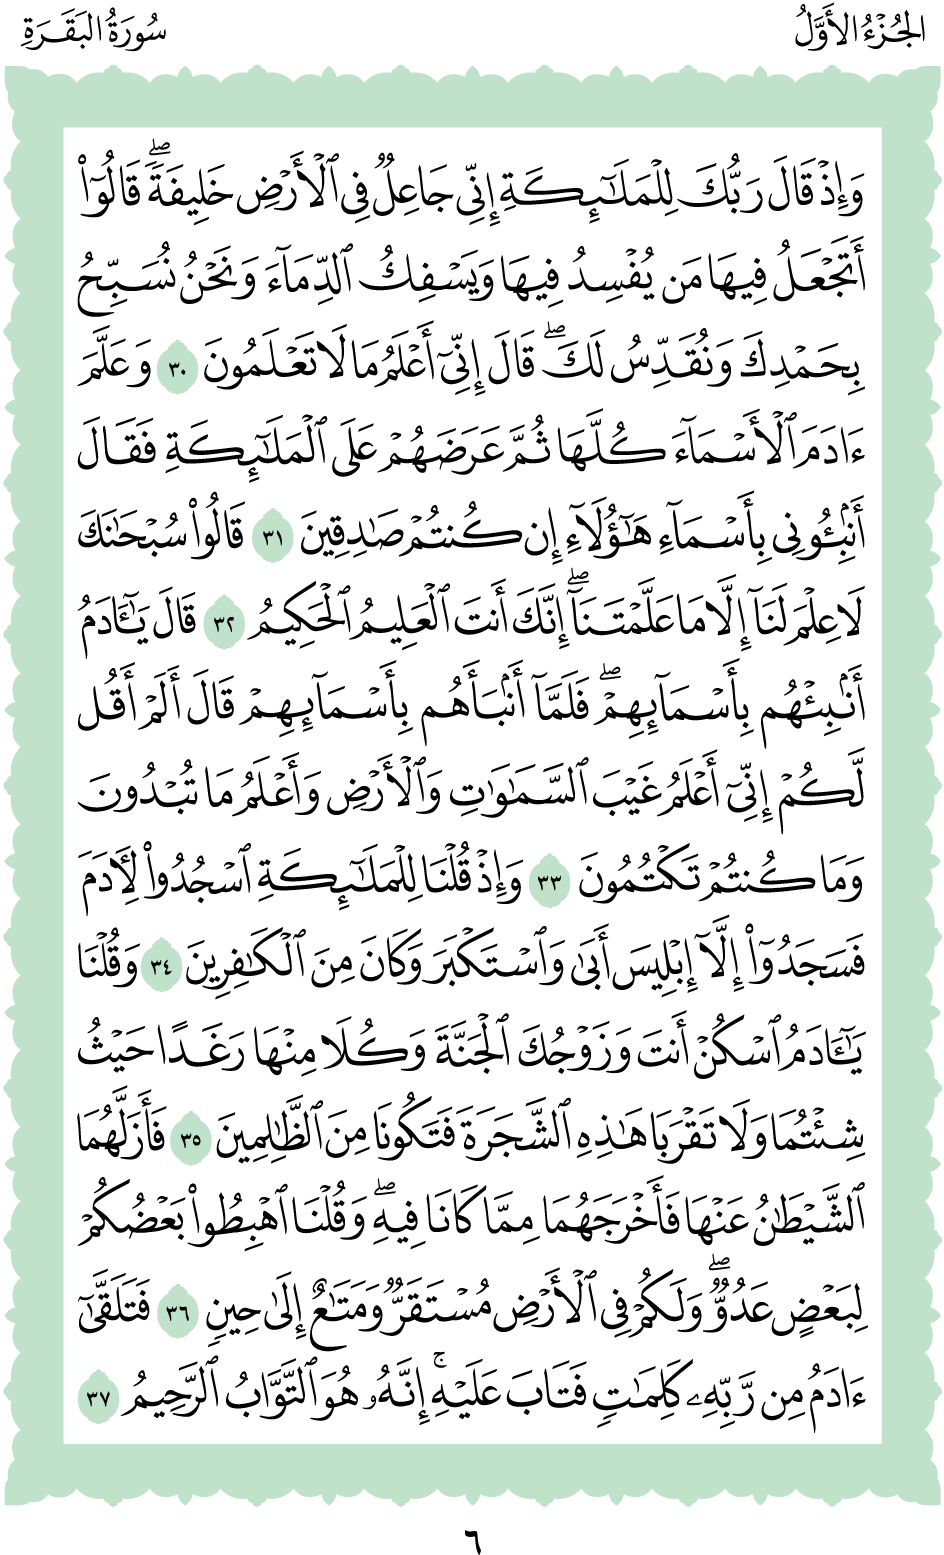 الجُزْءُ الأَوَّلُ
سُورَةُ البَقَرَةِ
وَإِذۡ قَالَ رَبُّكَ لِلۡمَلَٰٓئِكَةِ إِنِّي جَاعِلٞ فِي ٱلۡأَرۡضِ خَلِيفَةٗۖ قَالُوٓاْ
أَتَجۡعَلُ فِيهَا مَن يُفۡسِدُ فِيهَا وَيَسۡفِكُ ٱلدِّمَآءَ وَنَحۡنُ نُسَبِّحُ
بِحَمۡدِكَ وَنُقَدِّسُ لَكَۖ قَالَ إِنِّيٓ أَعۡلَمُ مَا لَا تَعۡلَمُونَ ٣٠ وَعَلَّمَ
ءَادَمَ ٱلۡأَسۡمَآءَ كُلَّهَا ثُمَّ عَرَضَهُمۡ عَلَى ٱلۡمَلَٰٓئِكَةِ فَقَالَ
أَنۢبِـُٔونِي بِأَسۡمَآءِ هَٰٓؤُلَآءِ إِن كُنتُمۡ صَٰدِقِينَ ٣١ قَالُواْ سُبۡحَٰنَكَ
لَا عِلۡمَ لَنَآ إِلَّا مَا عَلَّمۡتَنَآۖ إِنَّكَ أَنتَ ٱلۡعَلِيمُ ٱلۡحَكِيمُ ٣٢ قَالَ يَٰٓـَٔادَمُ
أَنۢبِئۡهُم بِأَسۡمَآئِهِمۡۖ فَلَمَّآ أَنۢبَأَهُم بِأَسۡمَآئِهِمۡ قَالَ أَلَمۡ أَقُل
لَّكُمۡ إِنِّيٓ أَعۡلَمُ غَيۡبَ ٱلسَّمَٰوَٰتِ وَٱلۡأَرۡضِ وَأَعۡلَمُ مَا تُبۡدُونَ
وَمَا كُنتُمۡ تَكۡتُمُونَ ٣٣ وَإِذۡ قُلۡنَا لِلۡمَلَٰٓئِكَةِ ٱسۡجُدُواْ لِأٓدَمَ
فَسَجَدُوٓاْ إِلَّآ إِبۡلِيسَ أَبَىٰ وَٱسۡتَكۡبَرَ وَكَانَ مِنَ ٱلۡكَٰفِرِينَ ٣٤ وَقُلۡنَا
يَٰٓـَٔادَمُ ٱسۡكُنۡ أَنتَ وَزَوۡجُكَ ٱلۡجَنَّةَ وَكُلَا مِنۡهَا رَغَدًا حَيۡثُ
شِئۡتُمَا وَلَا تَقۡرَبَا هَٰذِهِ ٱلشَّجَرَةَ فَتَكُونَا مِنَ ٱلظَّٰلِمِينَ ٣٥ فَأَزَلَّهُمَا
ٱلشَّيۡطَٰنُ عَنۡهَا فَأَخۡرَجَهُمَا مِمَّا كَانَا فِيهِۖ وَقُلۡنَا ٱهۡبِطُواْ بَعۡضُكُمۡ
لِبَعۡضٍ عَدُوّٞۖ وَلَكُمۡ فِي ٱلۡأَرۡضِ مُسۡتَقَرّٞ وَمَتَٰعٌ إِلَىٰ حِينٖ ٣٦ فَتَلَقَّىٰٓ
ءَادَمُ مِن رَّبِّهِۦ كَلِمَٰتٖ فَتَابَ عَلَيۡهِۚ إِنَّهُۥ هُوَ ٱلتَّوَّابُ ٱلرَّحِيمُ ٣٧
٦